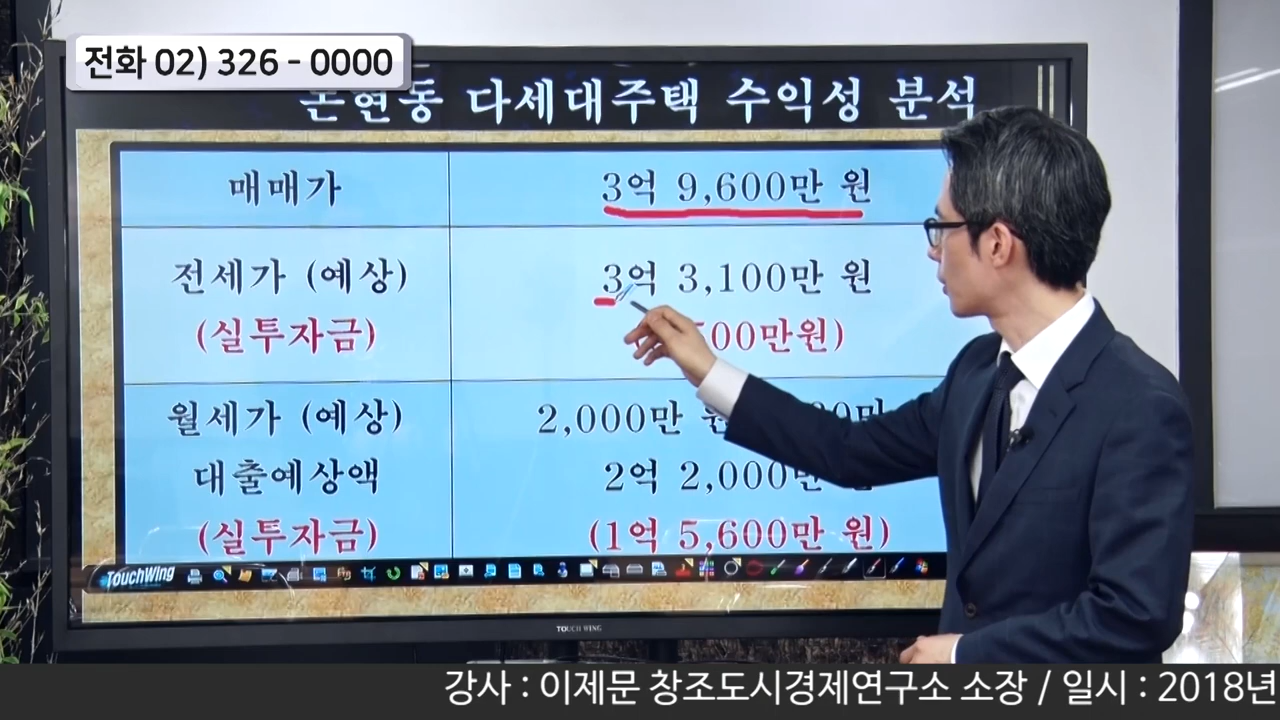 전화 02) 326 - 0000
논현동 다세대주택 수익성 분석
매매가 3억 9,600만 원
전세가 (예상) 3억 3,100만 원
(실투자금) 500만원)
월세가 (예상) 2,000만
대출예상액 2억 2,000만 원
(실투자금) (1억 5,600만 원)
TouchWing
TOUCH WING
강사 : 이제문 창조도시경제연구소 소장 / 일시 : 2018년